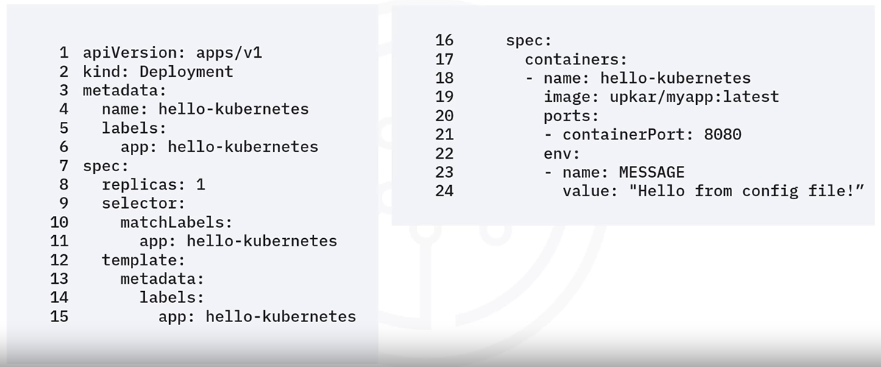 1 apiVersion: apps/v1
2 kind: Deployment
3 metadata:
4   name: hello-kubernetes
5   labels:
6     app: hello-kubernetes
7 spec:
8   replicas: 1
9   selector:
10     matchLabels:
11       app: hello-kubernetes
12   template:
13     metadata:
14       labels:
15         app: hello-kubernetes
16     spec:
17       containers:
18       - name: hello-kubernetes
19         image: upkar/myapp:latest
20         ports:
21         - containerPort: 8080
22         env:
23         - name: MESSAGE
24           value: "Hello from config file!”